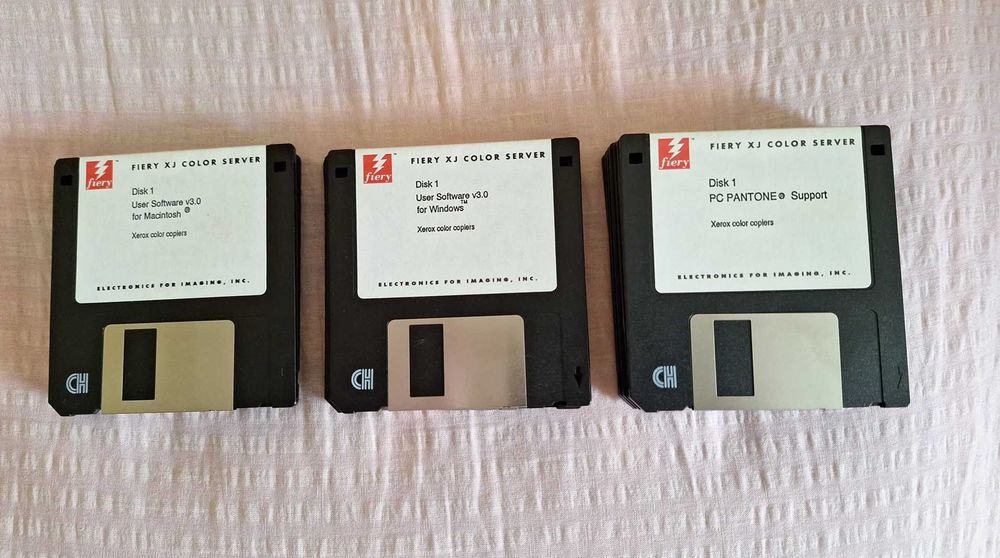 fiery™
FIERY XJ COLOR SERVER
Disk 1
User Software v3.0
for Macintosh ®
Xerox color copiers
ELECTRONICS FOR IMAGING, INC.
CH
fiery™
FIERY XJ COLOR SERVER
Disk 1
User Software v3.0
for Windows™
Xerox color copiers
ELECTRONICS FOR IMAGING, INC.
CH
fiery™
FIERY XJ COLOR SERVER
Disk 1
PC PANTONE® Support
Xerox color copiers
ELECTRONICS FOR IMAGING, INC.
CH